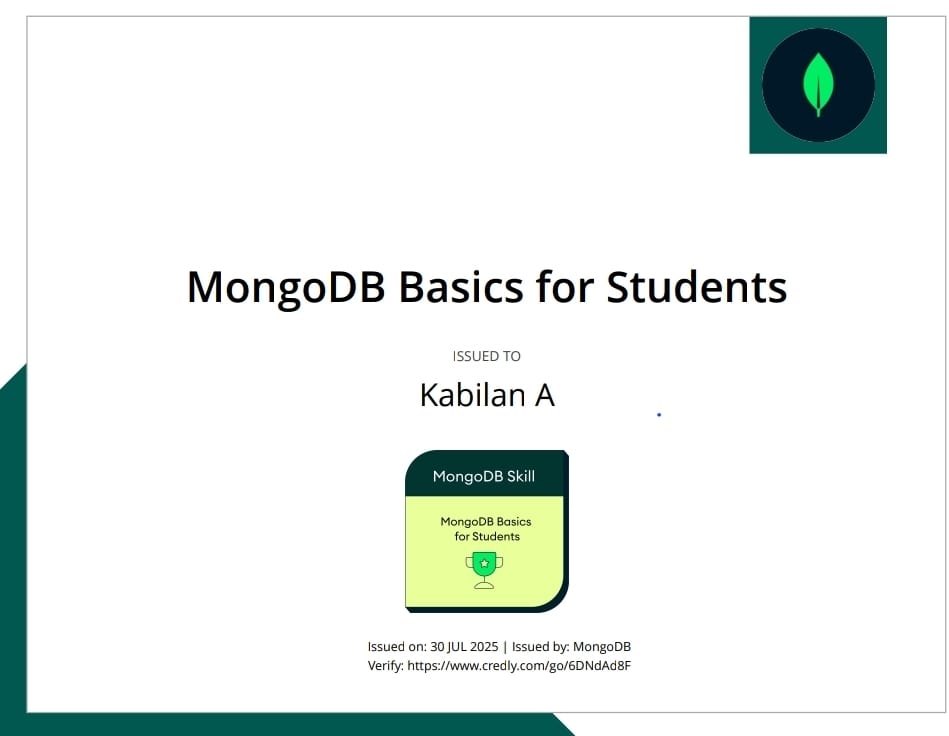 MongoDB Basics for Students
ISSUED TO
Kabilan A
MongoDB Skill
MongoDB Basics
for Students
Issued on: 30 JUL 2025 | Issued by: MongoDB
Verify: https://www.credly.com/go/6DNdAd8F